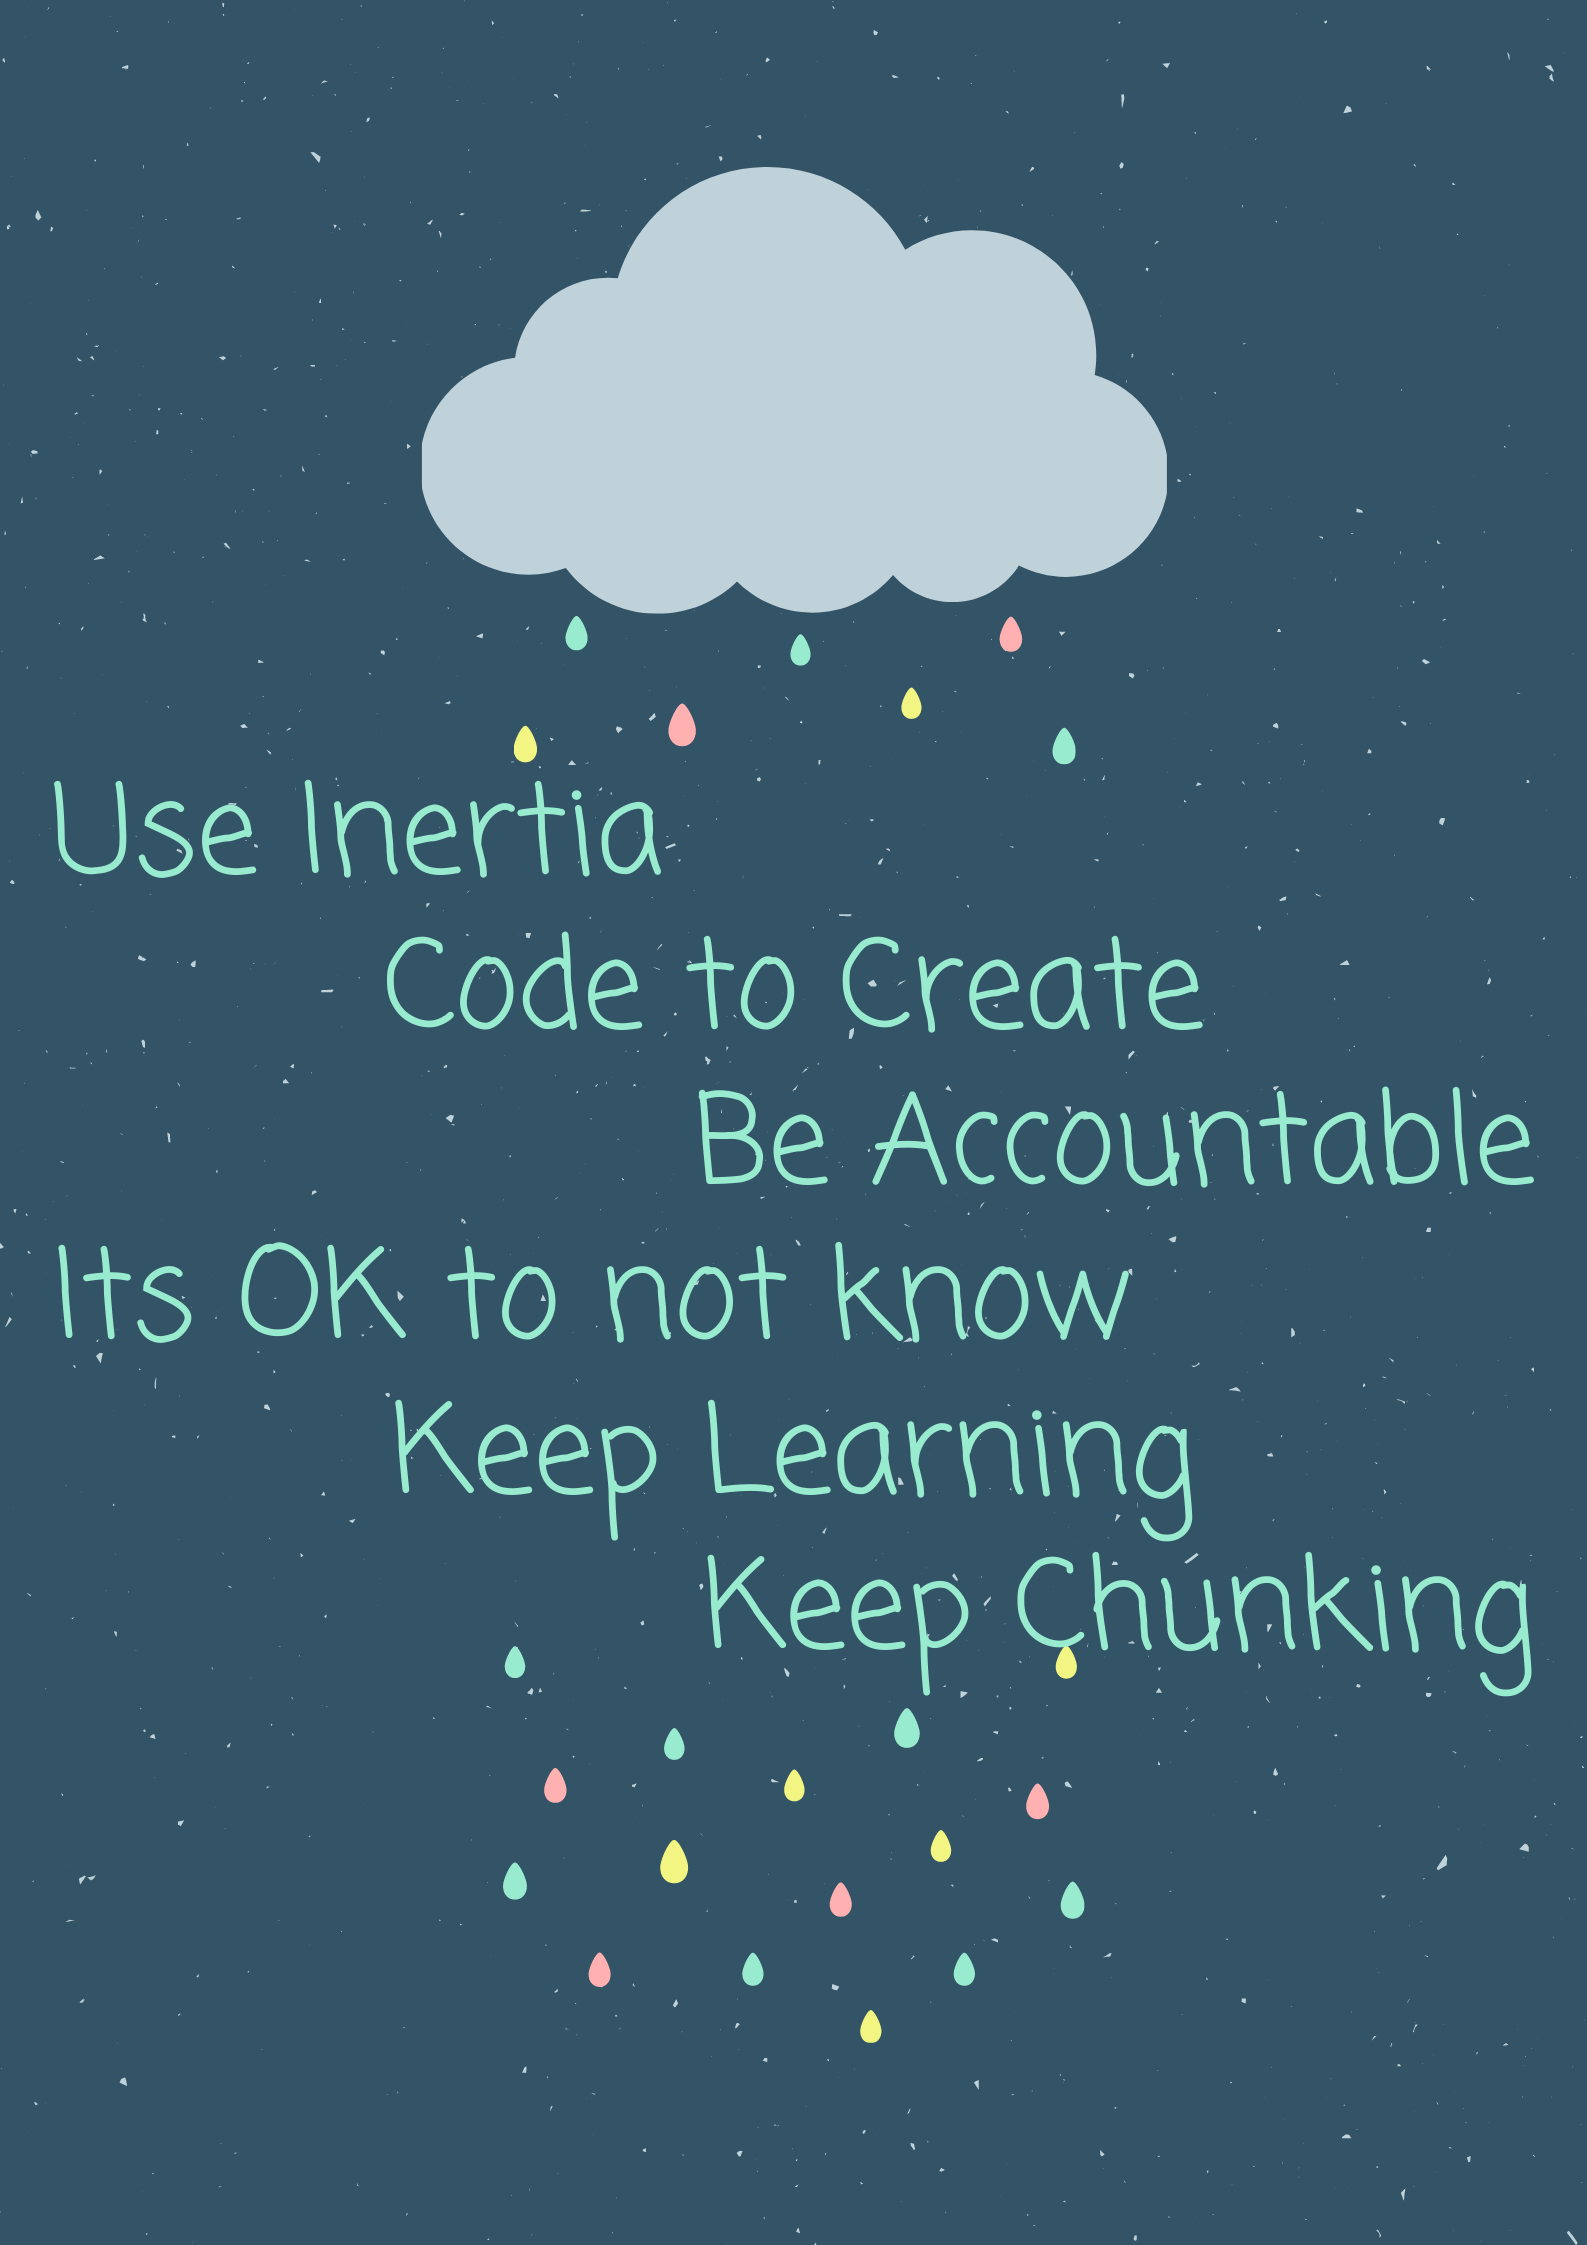 Use Inertia
Code to Create
Be Accountable
Its OK to not know
Keep Learning
Keep Chunking